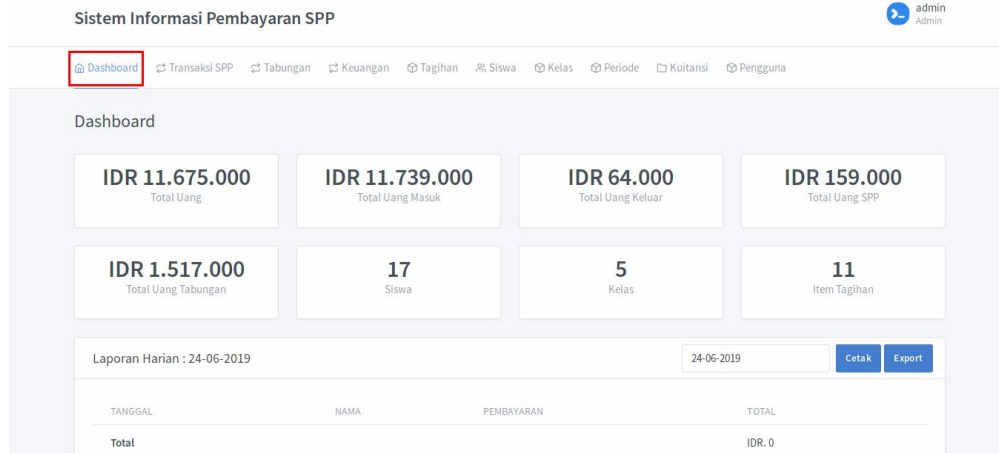 Sistem Informasi Pembayaran SPP
admin
Admin
Dashboard Transaksi SPP Tabungan Keuangan Tagihan Siswa Kelas Periode Kuitansi Pengguna
Dashboard
IDR 11.675.000
Total Uang
IDR 11.739.000
Total Uang Masuk
IDR 64.000
Total Uang Keluar
IDR 159.000
Total Uang SPP
IDR 1.517.000
Total Uang Tabungan
17
Siswa
5
Kelas
11
Item Tagihan
Laporan Harian : 24-06-2019
24-06-2019 Cetak Export
TANGGAL NAMA PEMBAYARAN TOTAL
Total IDR. 0